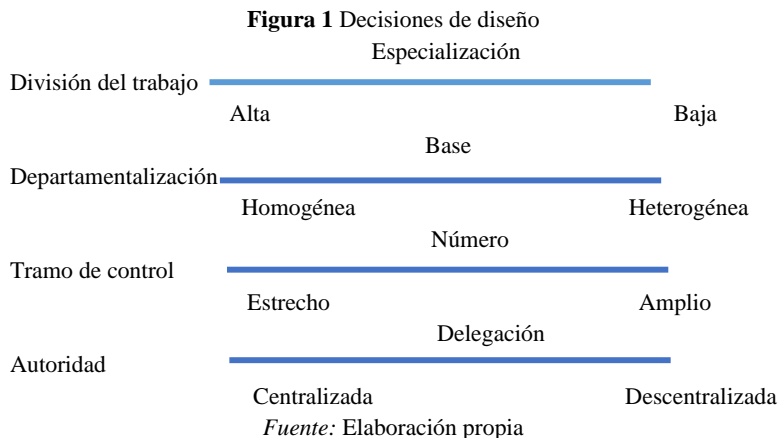 Figura 1 Decisiones de diseño
Especialización
División del trabajo
Alta Baja
Base
Departamentalización
Homogénea Heterogénea
Número
Tramo de control
Estrecho Amplio
Delegación
Autoridad
Centralizada Descentralizada
Fuente: Elaboración propia